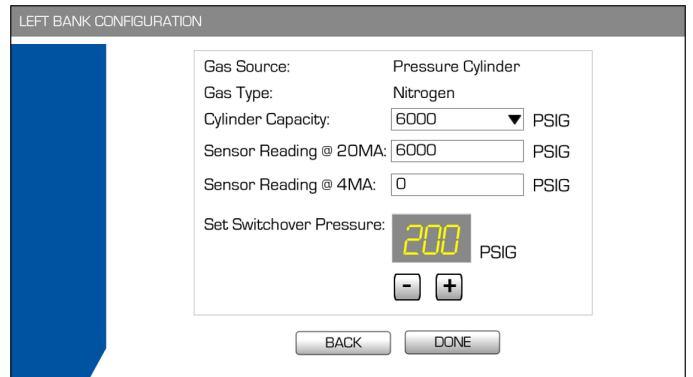 LEFT BANK CONFIGURATION
Gas Source: Pressure Cylinder
Gas Type: Nitrogen
Cylinder Capacity: 6000 PSIG
Sensor Reading @ 20MA: 6000 PSIG
Sensor Reading @ 4MA: 0 PSIG
Set Switchover Pressure: 200 PSIG
- +
BACK DONE